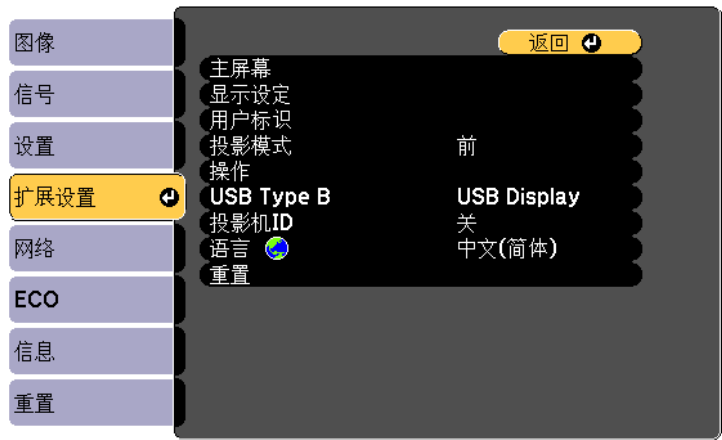 图像
信号
设置
扩展设置
网络
ECO
信息
重置
返回
主屏幕
显示设定
用户标识
投影模式 前
操作
USB Type B USB Display
投影机ID 关
语言 中文(简体)
重置